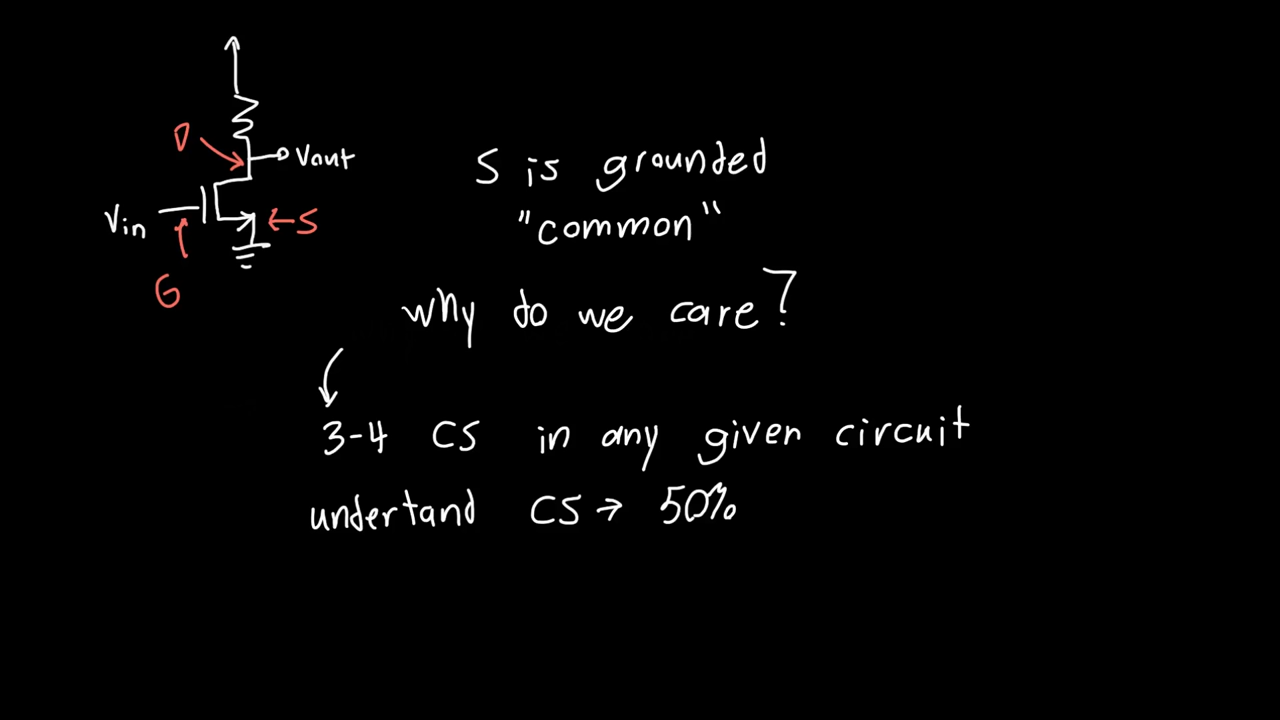 D
Vout
Vin
S
G
S is grounded
"common"
why do we care?
3-4 CS in any given circuit
undertand CS → 50%